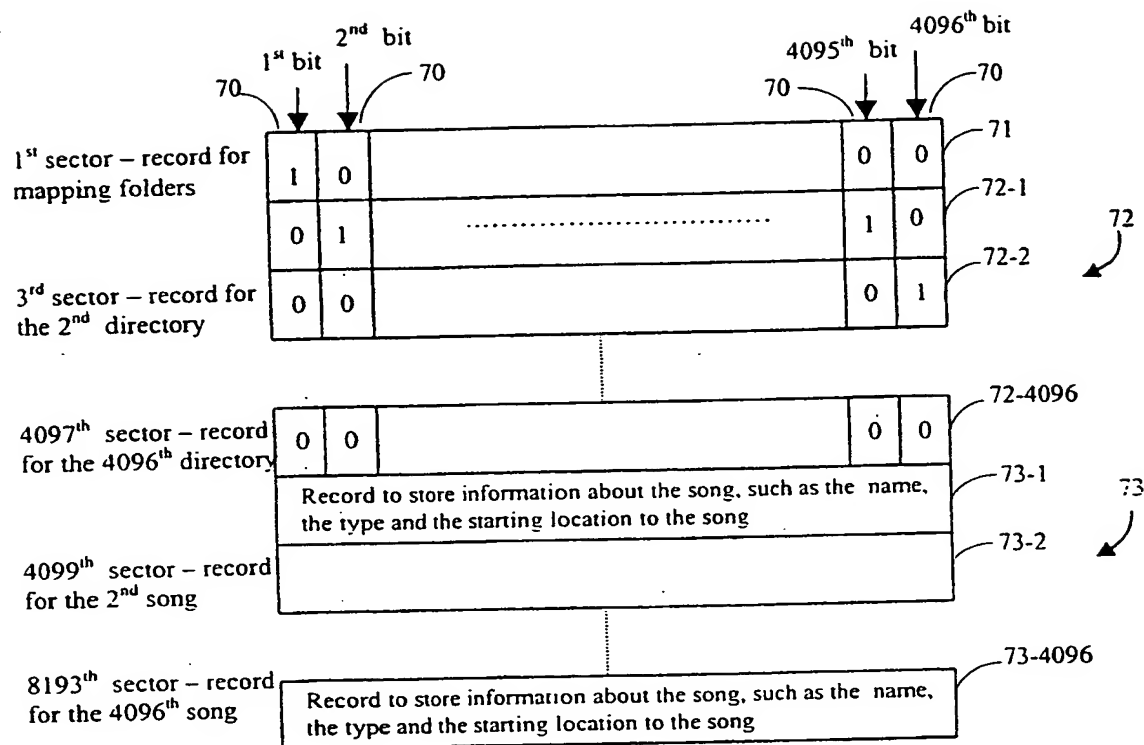 4096th bit
2nd bit
4095th bit
1st bit
70
70
70
70
1st sector – record for
mapping folders
1 0 0 0
71
0 1 ........................................ 1 0
72-1
72
3rd sector – record for
the 2nd directory
0 0 0 1
72-2
4097th sector – record
for the 4096th directory
0 0 0 0
72-4096
Record to store information about the song, such as the name,
the type and the starting location to the song
73-1
73
4099th sector – record
for the 2nd song
73-2
8193th sector – record
for the 4096th song
Record to store information about the song, such as the name,
the type and the starting location to the song
73-4096